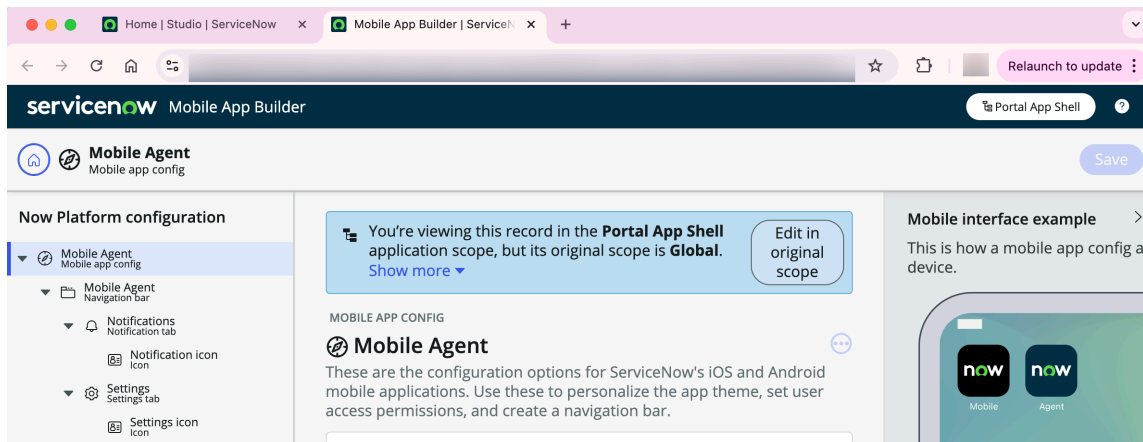 Home | Studio | ServiceNow
Mobile App Builder | ServiceN
Relaunch to update
servicenow Mobile App Builder
Portal App Shell
?
Mobile Agent
Mobile app config
Save
Now Platform configuration
Mobile Agent
Mobile app config
Mobile Agent
Navigation bar
Notifications
Notification tab
Notification icon
Icon
Settings
Settings tab
Settings icon
Icon
You're viewing this record in the Portal App Shell
application scope, but its original scope is Global.
Show more
Edit in
original
scope
MOBILE APP CONFIG
Mobile Agent
These are the configuration options for ServiceNow's iOS and Android
mobile applications. Use these to personalize the app theme, set user
access permissions, and create a navigation bar.
Mobile interface example
This is how a mobile app config a
device.
now
now
Mobile
Agent